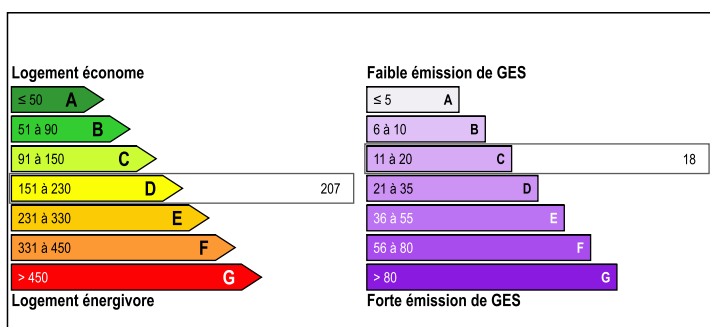 Logement économe
≤ 50 A
51 à 90 B
91 à 150 C
151 à 230 D 207
231 à 330 E
331 à 450 F
> 450 G
Logement énergivore
Faible émission de GES
≤ 5 A
6 à 10 B
11 à 20 C 18
21 à 35 D
36 à 55 E
56 à 80 F
> 80 G
Forte émission de GES